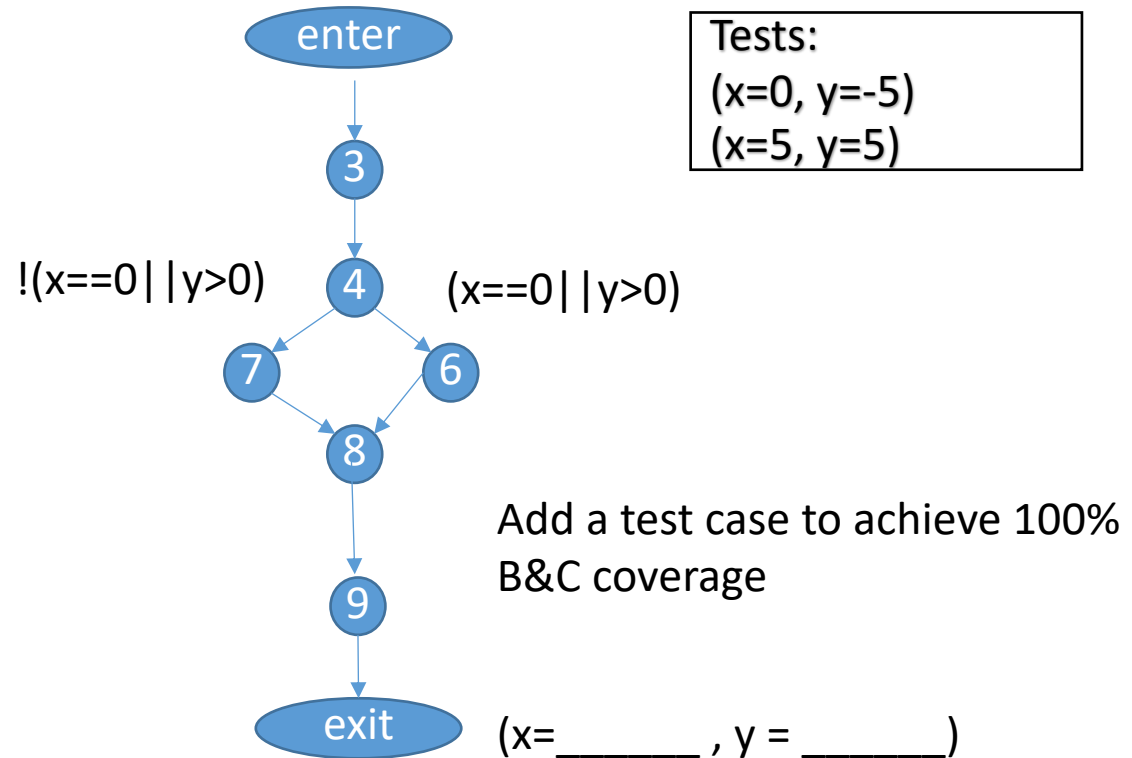 enter
Tests:
(x=0, y=-5)
(x=5, y=5)
3
!(x==0||y>0)
4
(x==0||y>0)
7
6
8
Add a test case to achieve 100%
B&C coverage
9
exit
(x=______ , y = ______)